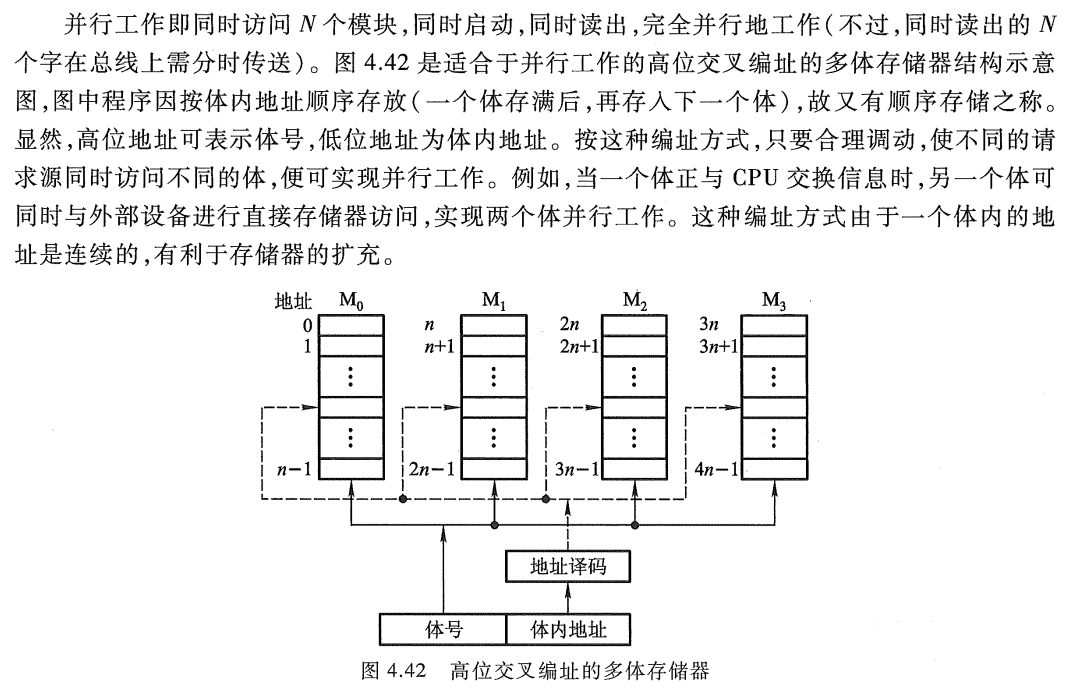 并行工作即同时访问 N 个模块,同时启动,同时读出,完全并行地工作(不过,同时读出的 N
个字在总线上需分时传送)。图 4.42 是适合于并行工作的高位交叉编址的多体存储器结构示意
图,图中程序因按体内地址顺序存放(一个体存满后,再存入下一个体),故又有顺序存储之称。
显然,高位地址可表示体号,低位地址为体内地址。按这种编址方式,只要合理调动,使不同的请
求源同时访问不同的体,便可实现并行工作。例如,当一个体正与 CPU 交换信息时,另一个体可
同时与外部设备进行直接存储器访问,实现两个体并行工作。这种编址方式由于一个体内的地
址是连续的,有利于存储器的扩充。
地址 M₀ M₁ M₂ M₃
0 n 2n 3n
1 n+1 2n+1 3n+1
⋮ ⋮ ⋮ ⋮
⋮ ⋮ ⋮ ⋮
n−1 2n−1 3n−1 4n−1
地址译码
体号 体内地址
图 4.42 高位交叉编址的多体存储器